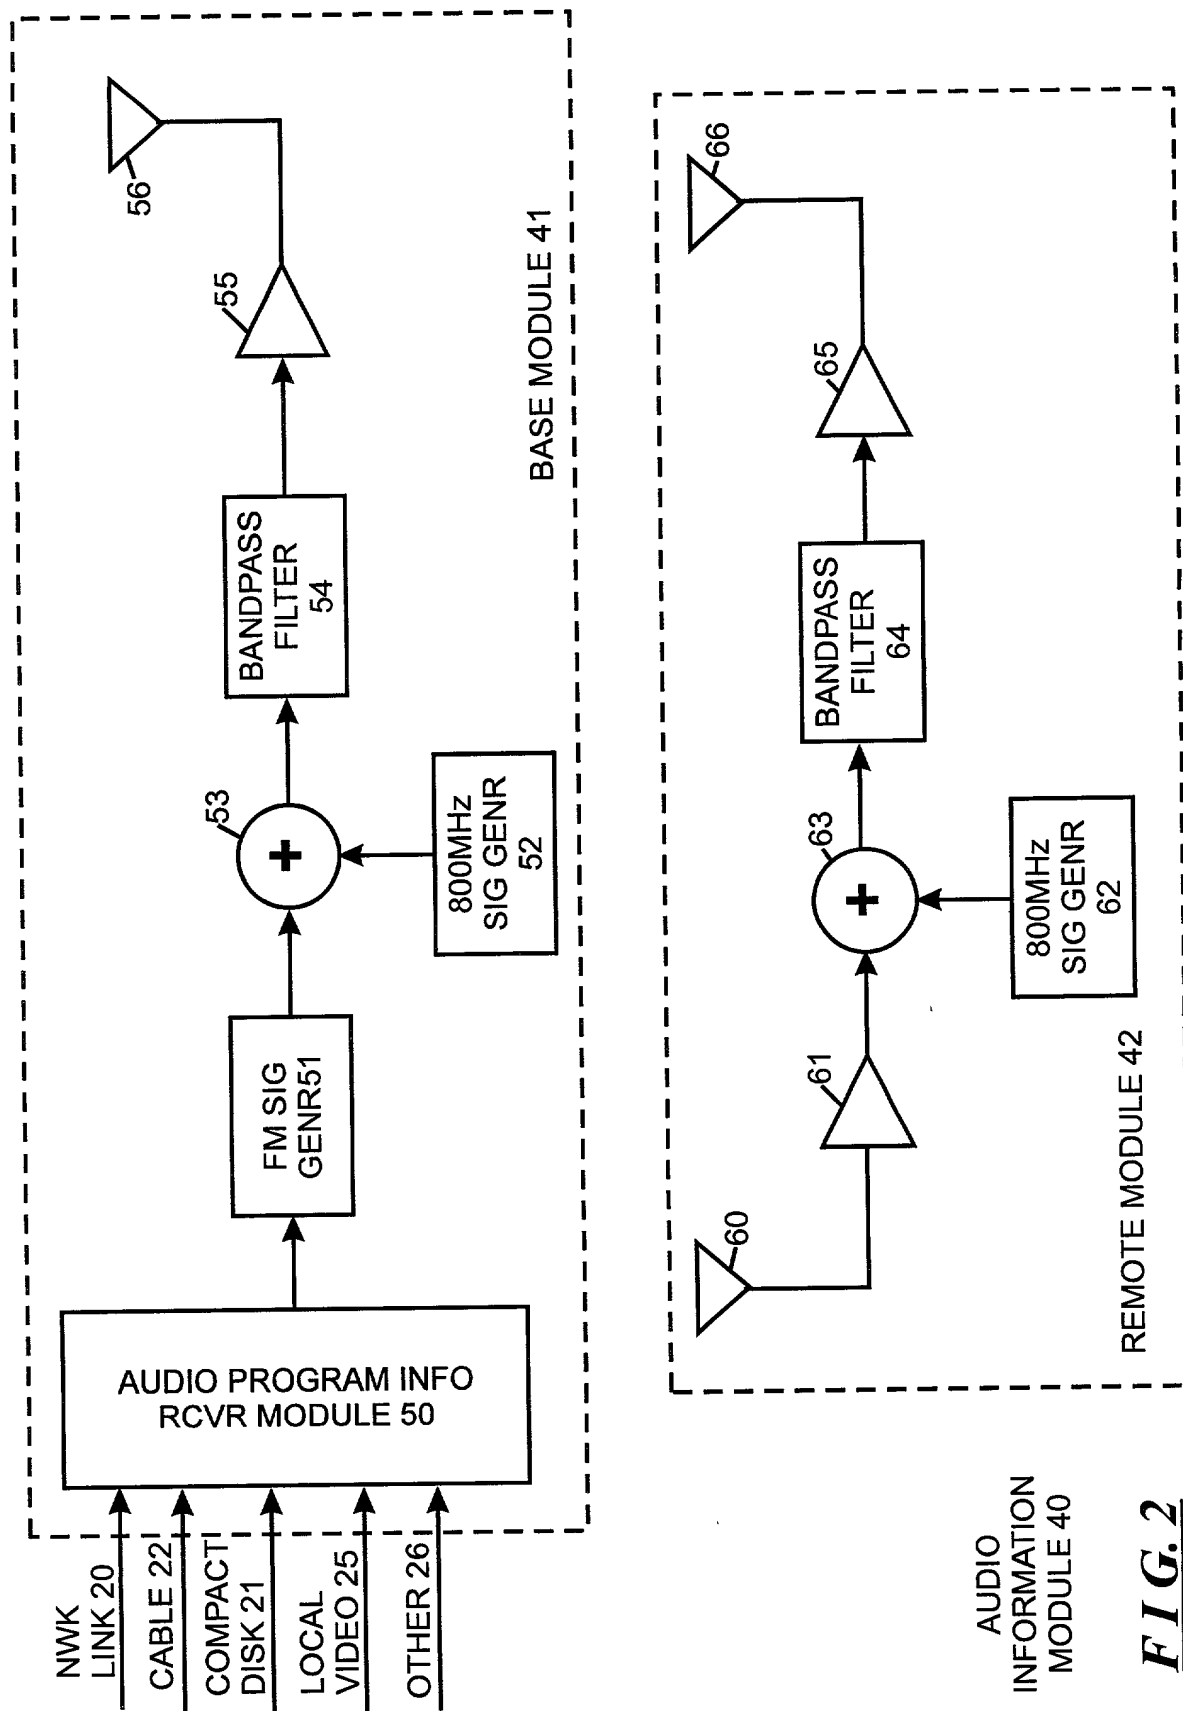 NWK
LINK 20
CABLE 22
COMPACT
DISK 21
LOCAL
VIDEO 25
OTHER 26
AUDIO PROGRAM INFO
RCVR MODULE 50
FM SIG
GENR51
53
800MHz
SIG GENR
52
BANDPASS
FILTER
54
55
56
BASE MODULE 41
60
61
63
800MHz
SIG GENR
62
BANDPASS
FILTER
64
65
66
REMOTE MODULE 42
AUDIO
INFORMATION
MODULE 40
FIG. 2